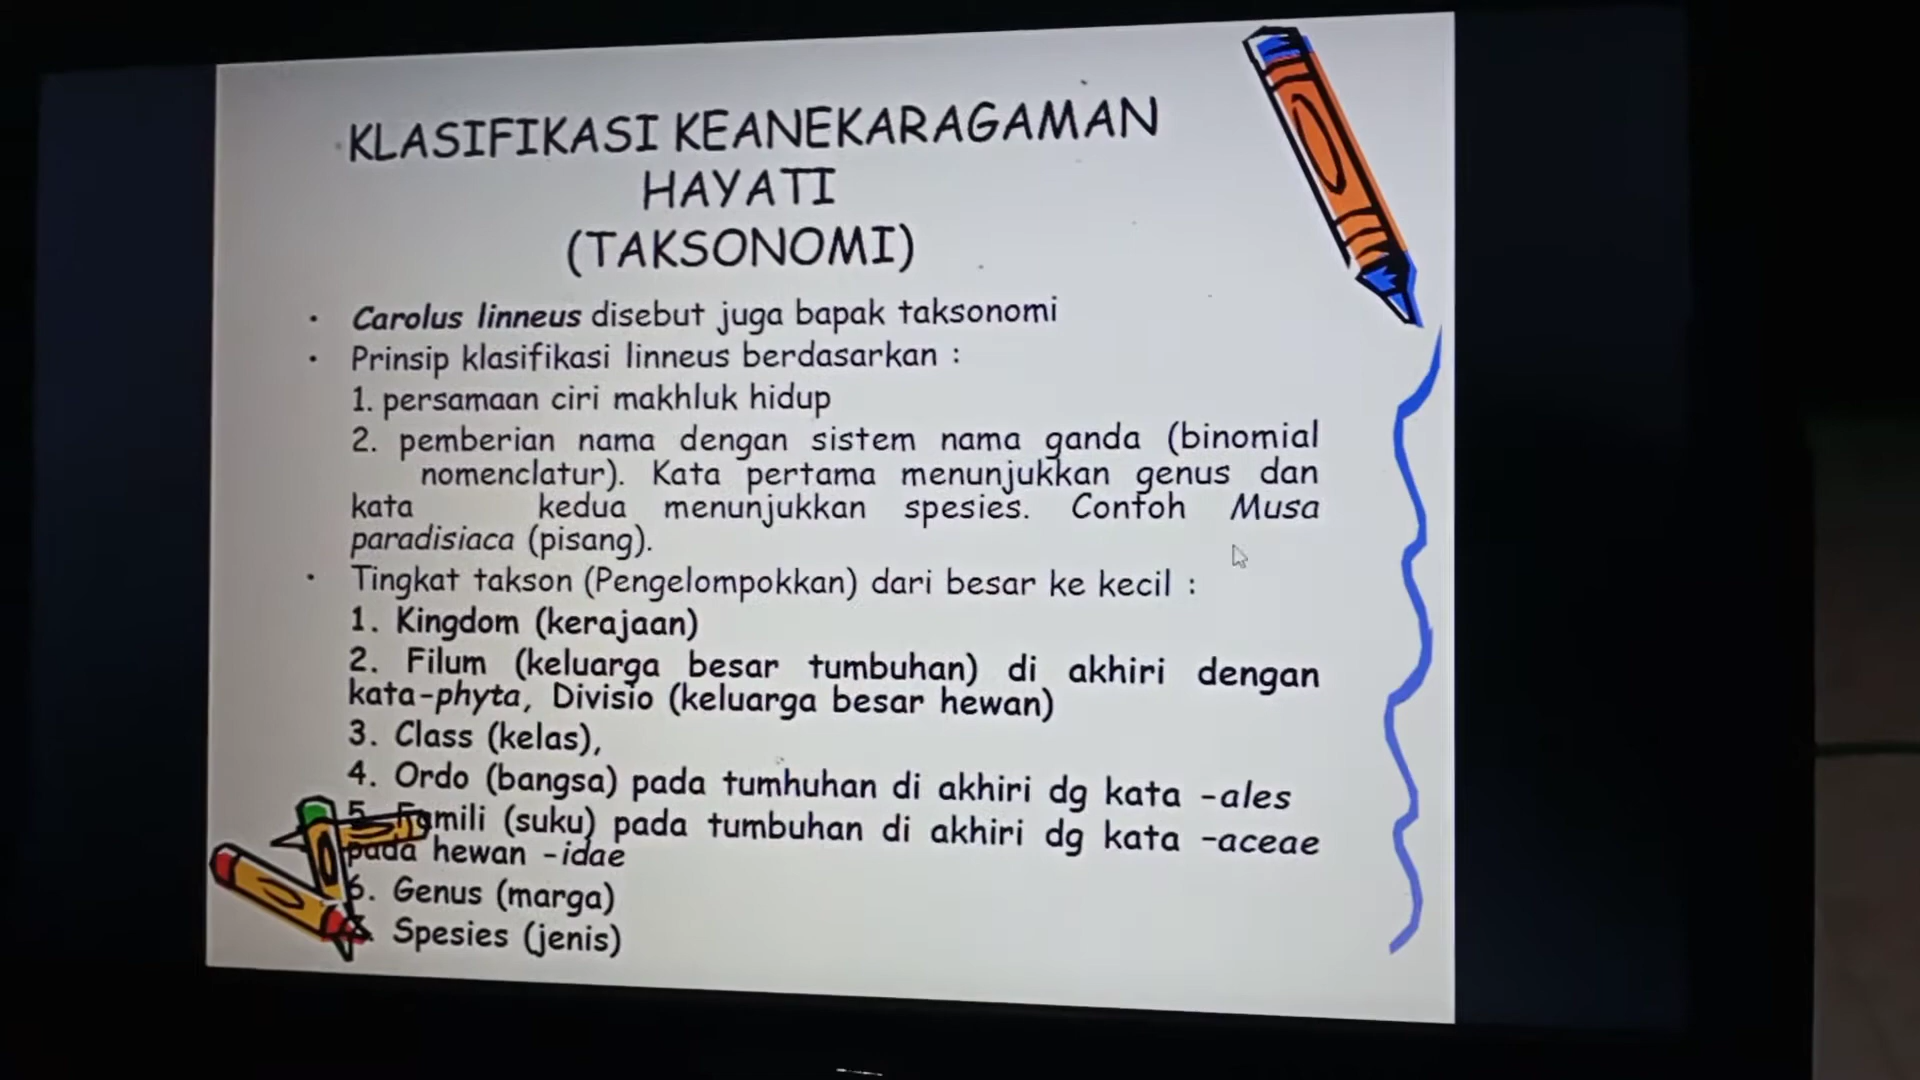 KLASIFIKASI KEANEKARAGAMAN
HAYATI
(TAKSONOMI)
• Carolus linneus disebut juga bapak taksonomi
• Prinsip klasifikasi linneus berdasarkan :
1. persamaan ciri makhluk hidup
2. pemberian nama dengan sistem nama ganda (binomial
nomenclatur). Kata pertama menunjukkan genus dan
kata kedua menunjukkan spesies. Contoh Musa
paradisiaca (pisang).
• Tingkat takson (Pengelompokkan) dari besar ke kecil :
1. Kingdom (kerajaan)
2. Filum (keluarga besar tumbuhan) di akhiri dengan
kata-phyta, Divisio (keluarga besar hewan)
3. Class (kelas),
4. Ordo (bangsa) pada tumhuhan di akhiri dg kata -ales
5. Famili (suku) pada tumbuhan di akhiri dg kata -aceae
pada hewan -idae
6. Genus (marga)
Spesies (jenis)